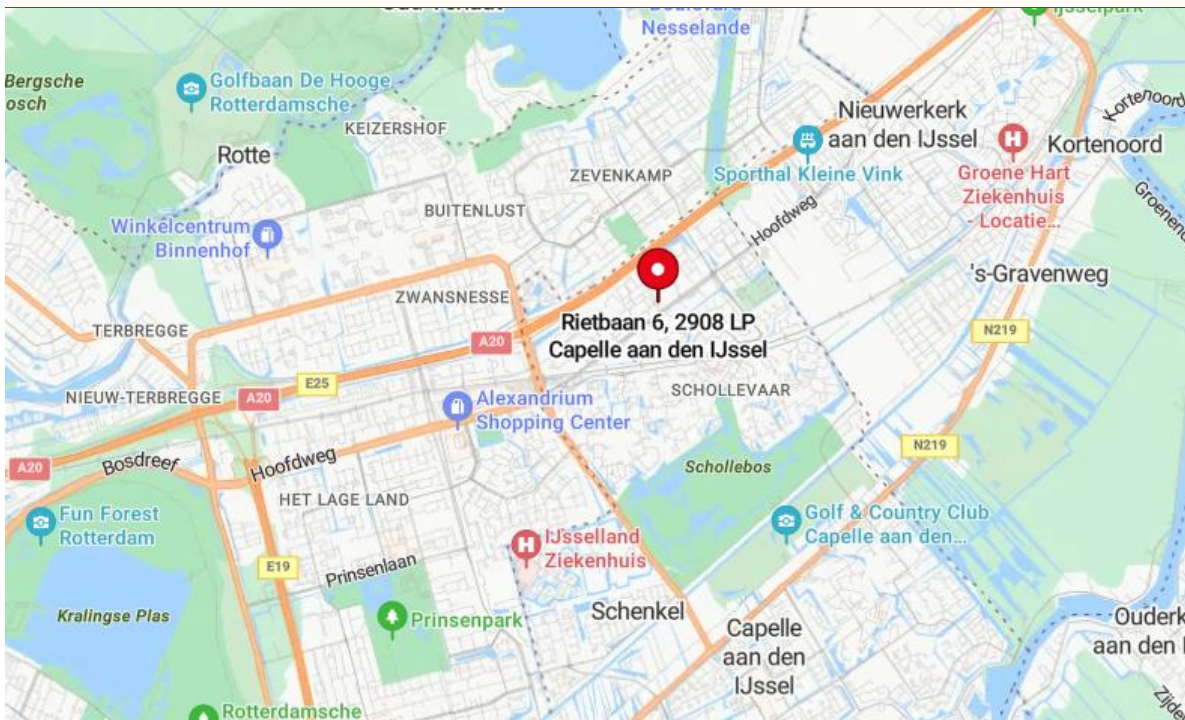 Nesselande
Bergsche
osch
Golfbaan De Hooge
Rotterdamsche
KEIZERSHOF
Rotte
Nieuwerkerk
aan den IJssel
Kortenoord
Kortenoord
Sporthal Kleine Vink
Groene Hart
Ziekenhuis
- Locatie...
ZEVENKAMP
BUITENLUST
Hoofdweg
Winkelcentrum
Binnenhof
's-Gravenweg
ZWANSNESSE
Rietbaan 6, 2908 LP
Capelle aan den IJssel
TERBREGGE
A20
N219
E25
NIEUW-TERBREGGE
A20
SCHOLLEVAAR
Alexandrium
Shopping Center
N219
A20
Bosdreef
Hoofdweg
Schollebos
HET LAGE LAND
Fun Forest
Rotterdam
Golf & Country Club
Capelle aan den...
IJsselland
Ziekenhuis
E19
Prinsenlaan
Kralingse Plas
Prinsenpark
Schenkel
Capelle
aan den
IJssel
Ouderk
aan den I
Rotterdamsche